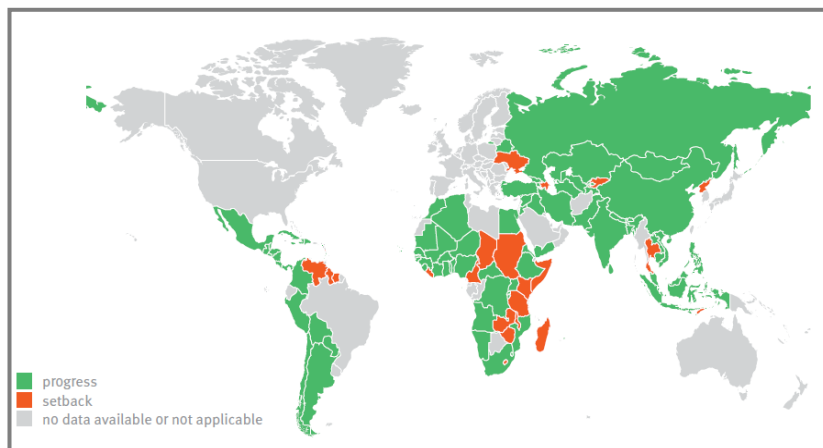 progress
setback
no data available or not applicable